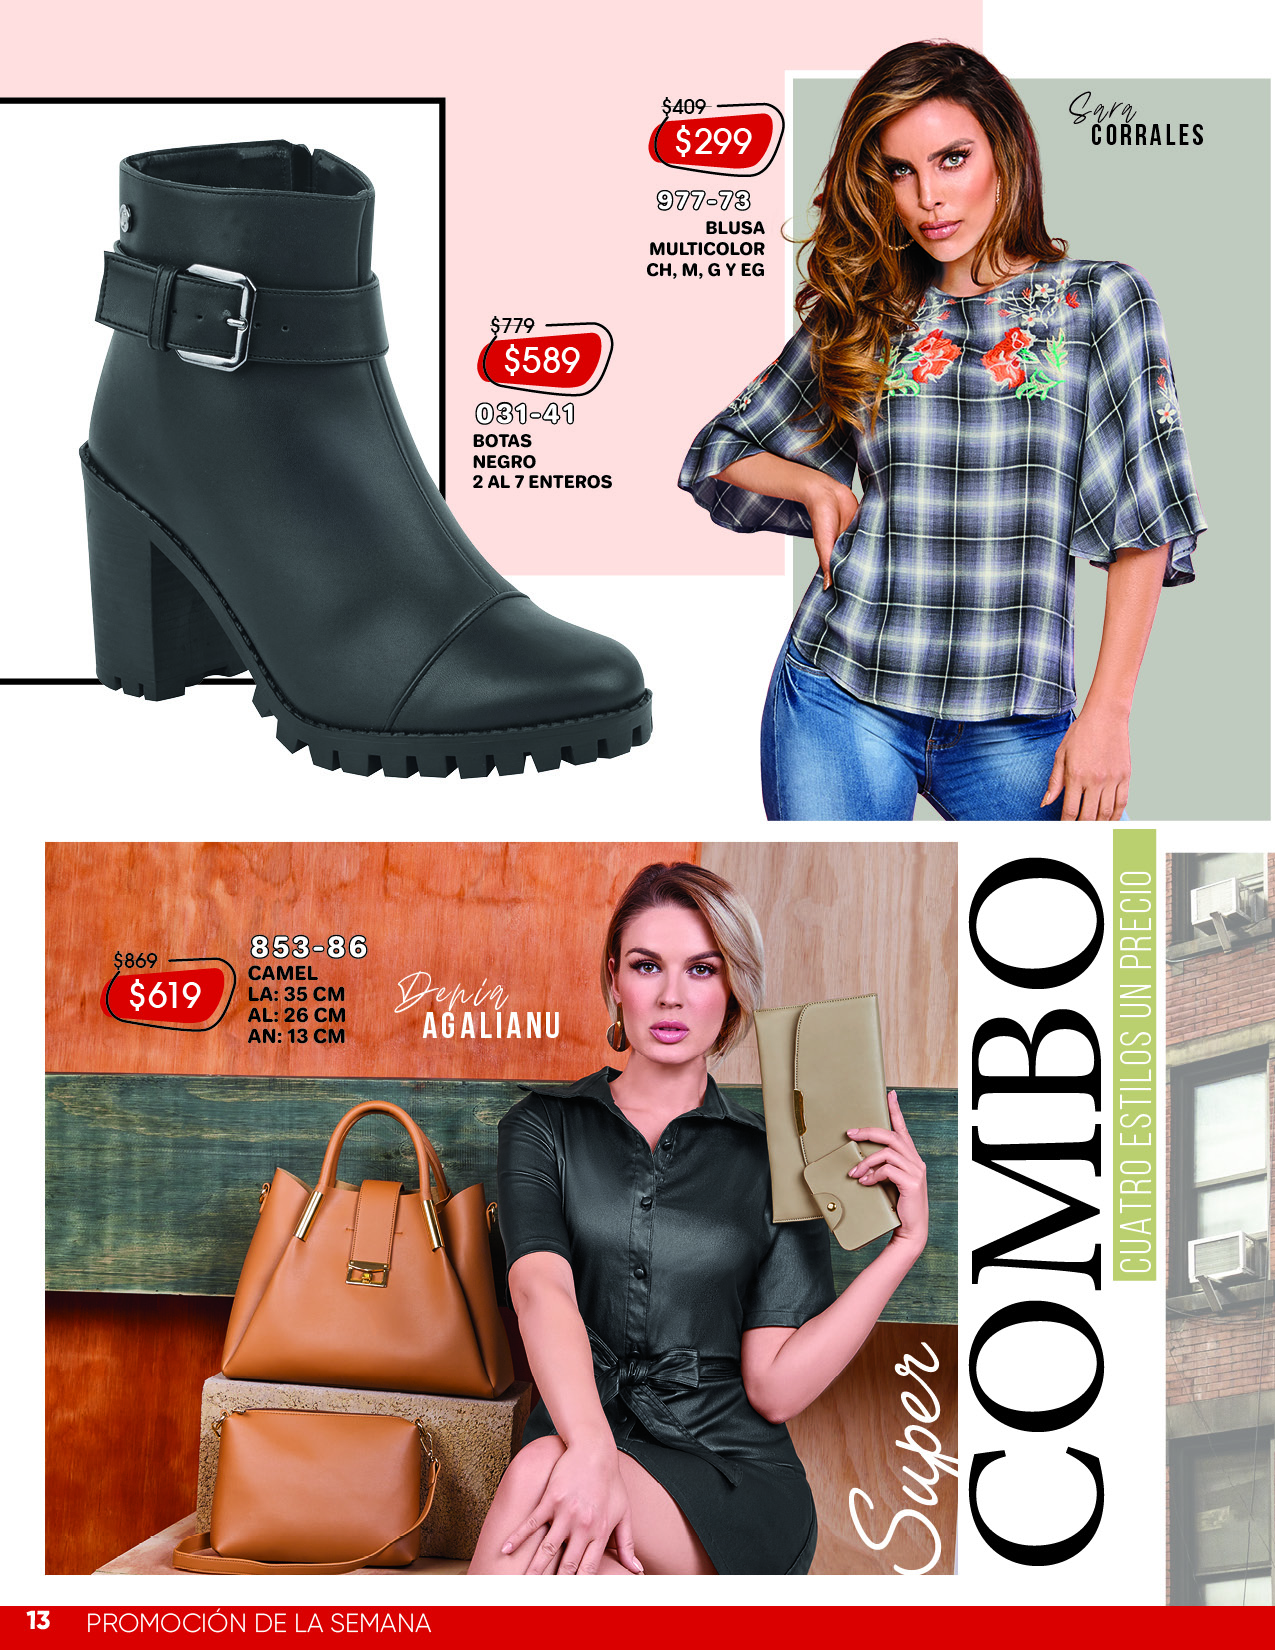 $409
$299
977-73
BLUSA
MULTICOLOR
CH, M, G Y EG
Sara
CORRALES
$779
$589
031-41
BOTAS
NEGRO
2 AL 7 ENTEROS
$869
$619
853-86
CAMEL
LA: 35 CM
AL: 26 CM
AN: 13 CM
Denia
AGALIANU
Super
COMBO
CUATRO ESTILOS UN PRECIO
13 PROMOCIÓN DE LA SEMANA